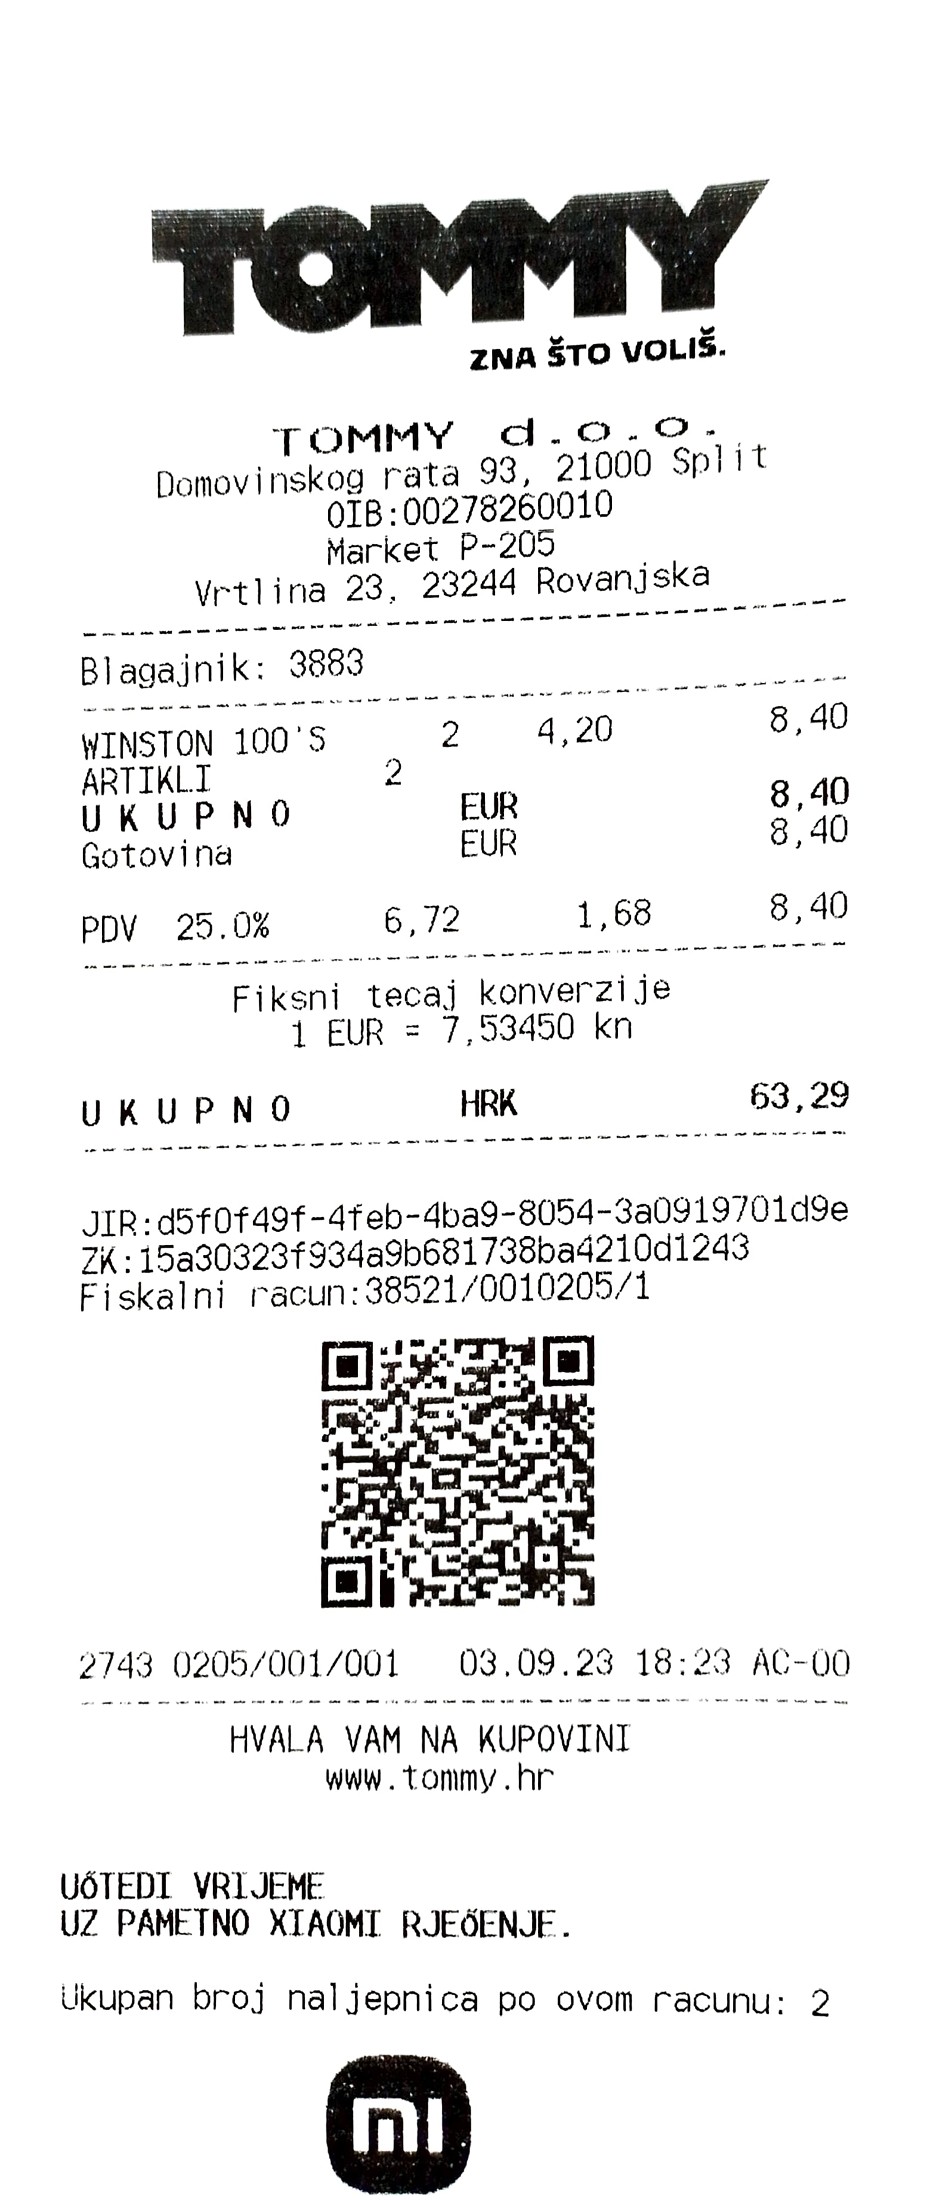 TOMMY
ZNA ŠTO VOLIŠ.
TOMMY d.o.o.
Domovinskog rata 93, 21000 Split
OIB:00278260010
Market P-205
Vrtlina 23, 23244 Rovanjska
Blagajnik: 3883
WINSTON 100'S 2 4,20 8,40
ARTIKLI 2
U K U P N O EUR 8,40
Gotovina EUR 8,40
PDV 25.0% 6,72 1,68 8,40
Fiksni tecaj konverzije
1 EUR = 7,53450 kn
U K U P N O HRK 63,29
JIR:d5f0f49f-4feb-4ba9-8054-3a0919701d9e
ZK:15a30323f934a9b681738ba4210d1243
Fiskalni racun:38521/0010205/1
2743 0205/001/001 03.09.23 18:23 AC-00
HVALA VAM NA KUPOVINI
www.tommy.hr
UŐTEDI VRIJEME
UZ PAMETNO XIAOMI RJEŐENJE.
Ukupan broj naljepnica po ovom racunu: 2
mi